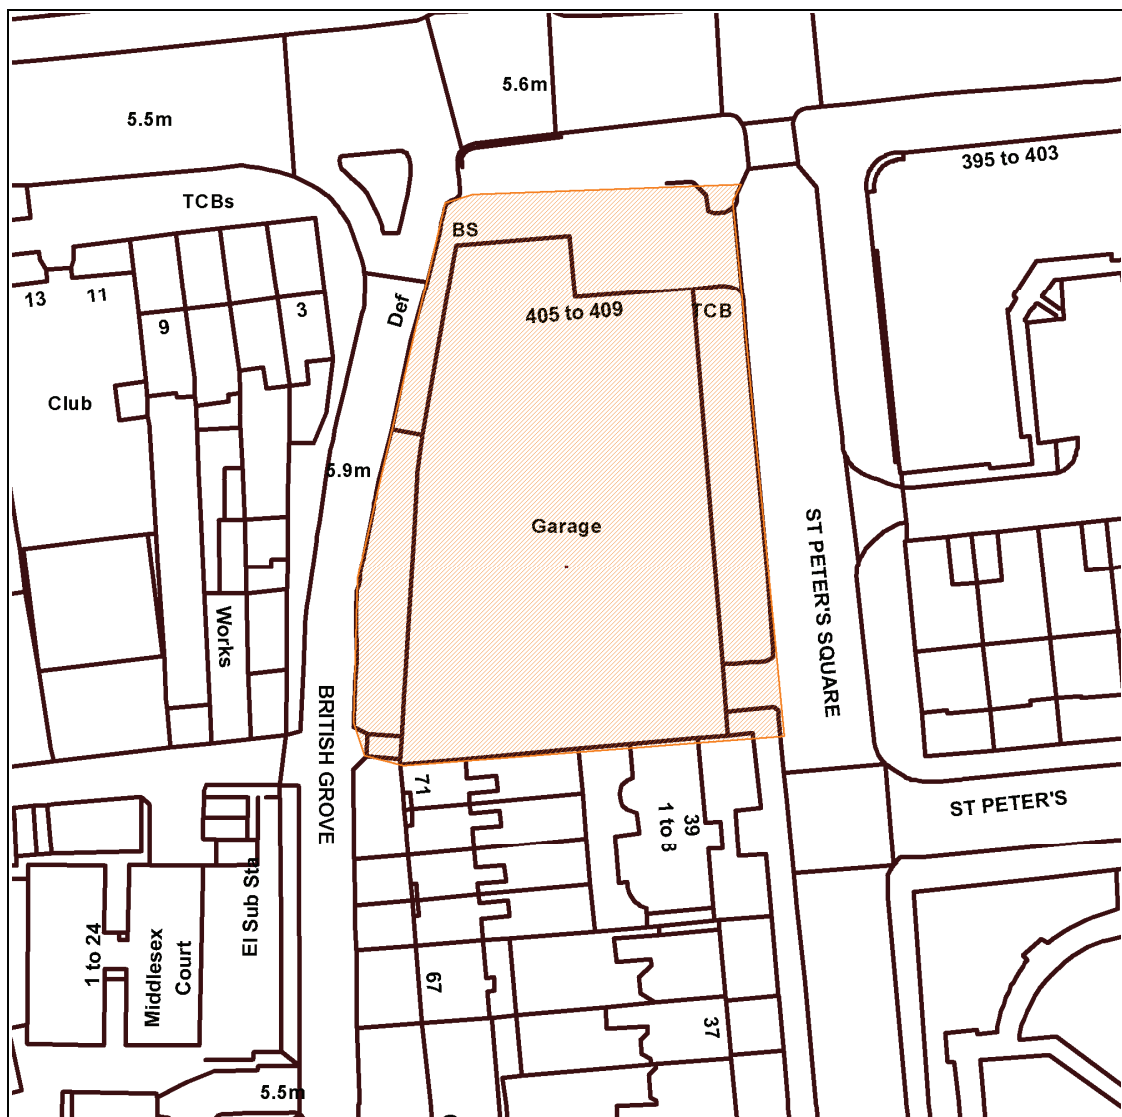 5.6m
5.5m
395 to 403
TCBs
BS
13
11
9
3
Def
405 to 409
TCB
Club
5.9m
Garage
ST PETER'S SQUARE
Works
BRITISH GROVE
71
ST PETER'S
39
1 to 8
El Sub Sta
1 to 24
Middlesex
Court
67
37
5.5m